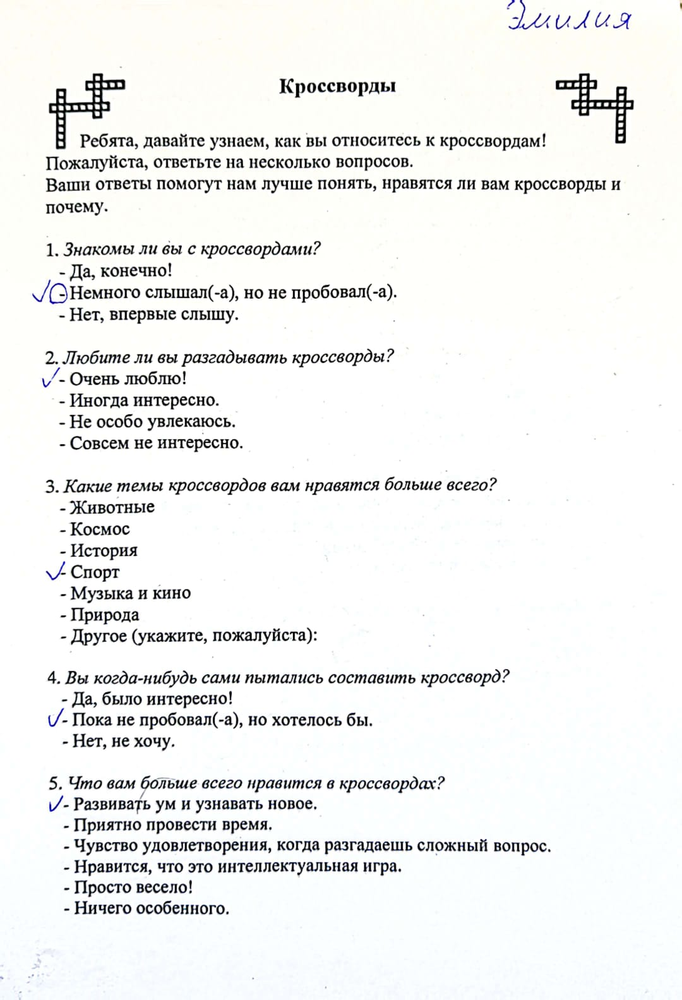 Эмилия
Кроссворды
Ребята, давайте узнаем, как вы относитесь к кроссвордам!
Пожалуйста, ответьте на несколько вопросов.
Ваши ответы помогут нам лучше понять, нравятся ли вам кроссворды и
почему.
1. Знакомы ли вы с кроссвордами?
- Да, конечно!
- Немного слышал(-а), но не пробовал(-а).
- Нет, впервые слышу.
2. Любите ли вы разгадывать кроссворды?
- Очень люблю!
- Иногда интересно.
- Не особо увлекаюсь.
- Совсем не интересно.
3. Какие темы кроссвордов вам нравятся больше всего?
- Животные
- Космос
- История
- Спорт
- Музыка и кино
- Природа
- Другое (укажите, пожалуйста):
4. Вы когда-нибудь сами пытались составить кроссворд?
- Да, было интересно!
- Пока не пробовал(-а), но хотелось бы.
- Нет, не хочу.
5. Что вам больше всего нравится в кроссвордах?
- Развивать ум и узнавать новое.
- Приятно провести время.
- Чувство удовлетворения, когда разгадаешь сложный вопрос.
- Нравится, что это интеллектуальная игра.
- Просто весело!
- Ничего особенного.